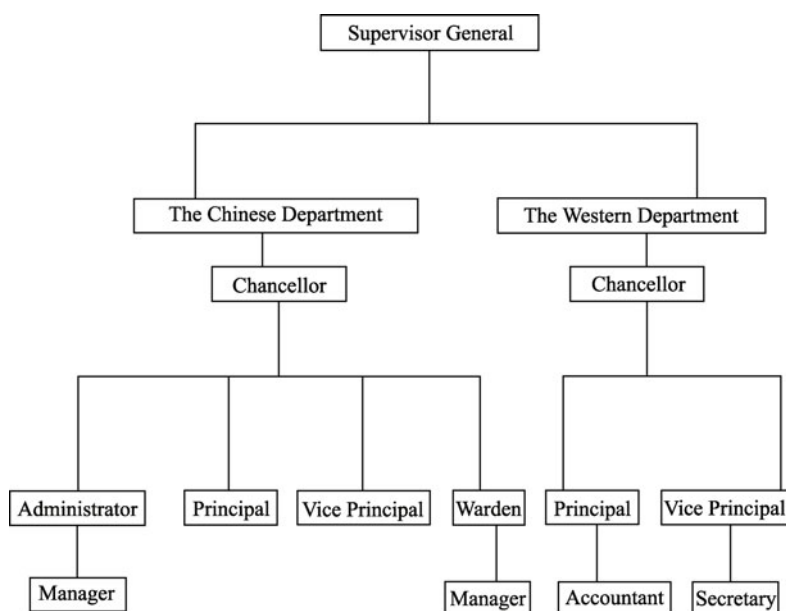 Supervisor General
The Chinese Department
The Western Department
Chancellor
Chancellor
Administrator
Principal
Vice Principal
Warden
Principal
Vice Principal
Manager
Manager
Accountant
Secretary